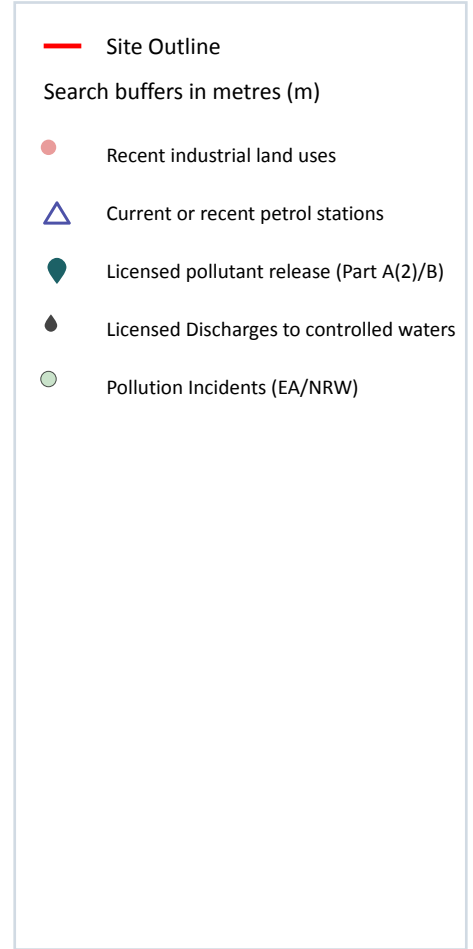 Site Outline
Search buffers in metres (m)
Recent industrial land uses
Current or recent petrol stations
Licensed pollutant release (Part A(2)/B)
Licensed Discharges to controlled waters
Pollution Incidents (EA/NRW)